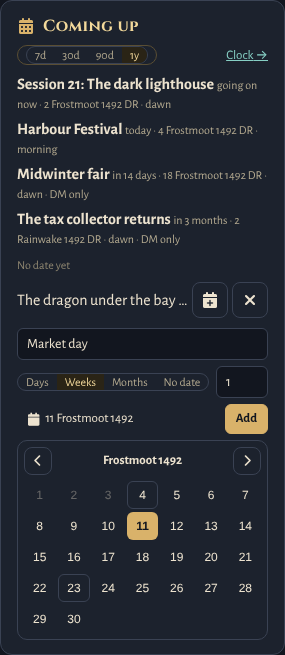 Coming up
7d 30d 90d 1y Clock →
Session 21: The dark lighthouse going on
now · 2 Frostmoot 1492 DR · dawn
Harbour Festival today · 4 Frostmoot 1492 DR ·
morning
Midwinter fair in 14 days · 18 Frostmoot 1492 DR ·
dawn · DM only
The tax collector returns in 3 months · 2
Rainwake 1492 DR · dawn · DM only
No date yet
The dragon under the bay ...
Market day
Days Weeks Months No date 1
11 Frostmoot 1492 Add
Frostmoot 1492
1 2 3 4 5 6 7
8 9 10 11 12 13 14
15 16 17 18 19 20 21
22 23 24 25 26 27 28
29 30